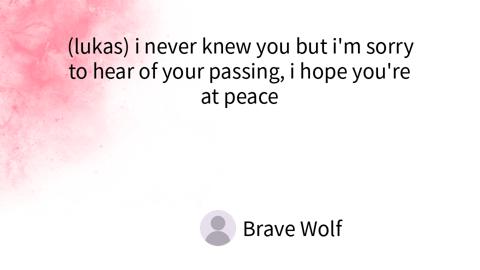 (lukas) i never knew you but i'm sorry
to hear of your passing, i hope you're
at peace
Brave Wolf